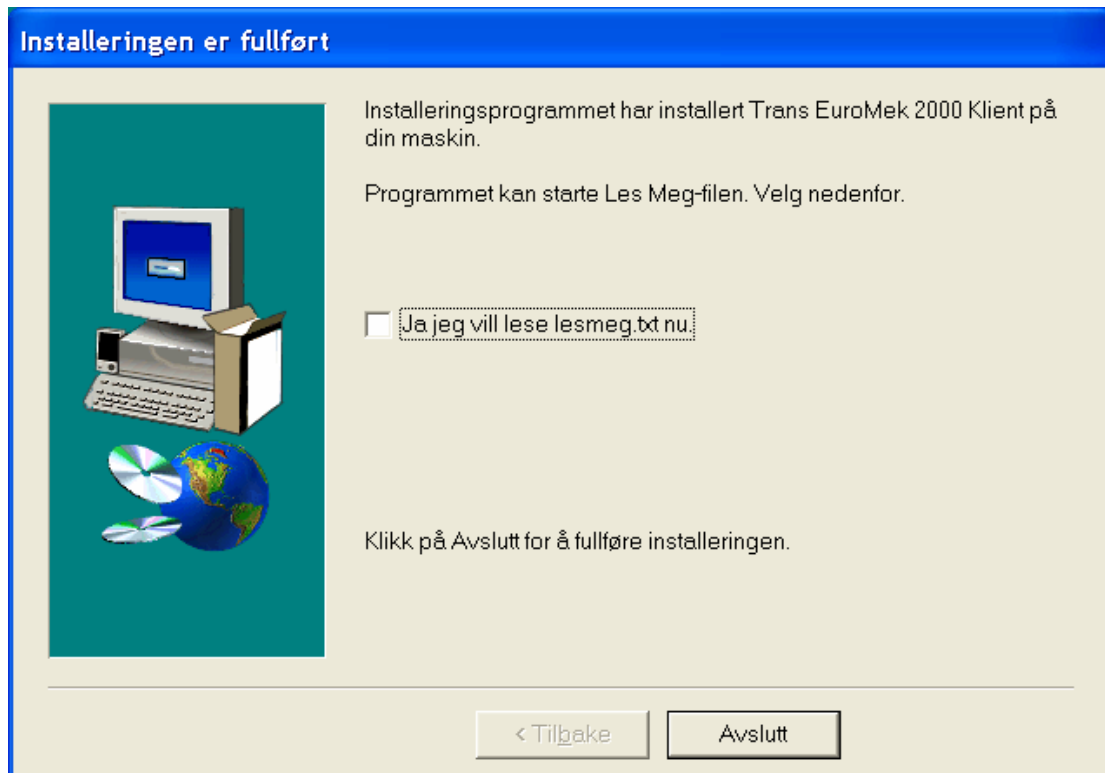 Installeringen er fullført
Installeringsprogrammet har installert Trans EuroMek 2000 Klient på
din maskin.
Programmet kan starte Les Meg-filen. Velg nedenfor.
Ja jeg vill lese lesmeg.txt nu.
Klikk på Avslutt for å fullføre installeringen.
< Tilbake
Avslutt